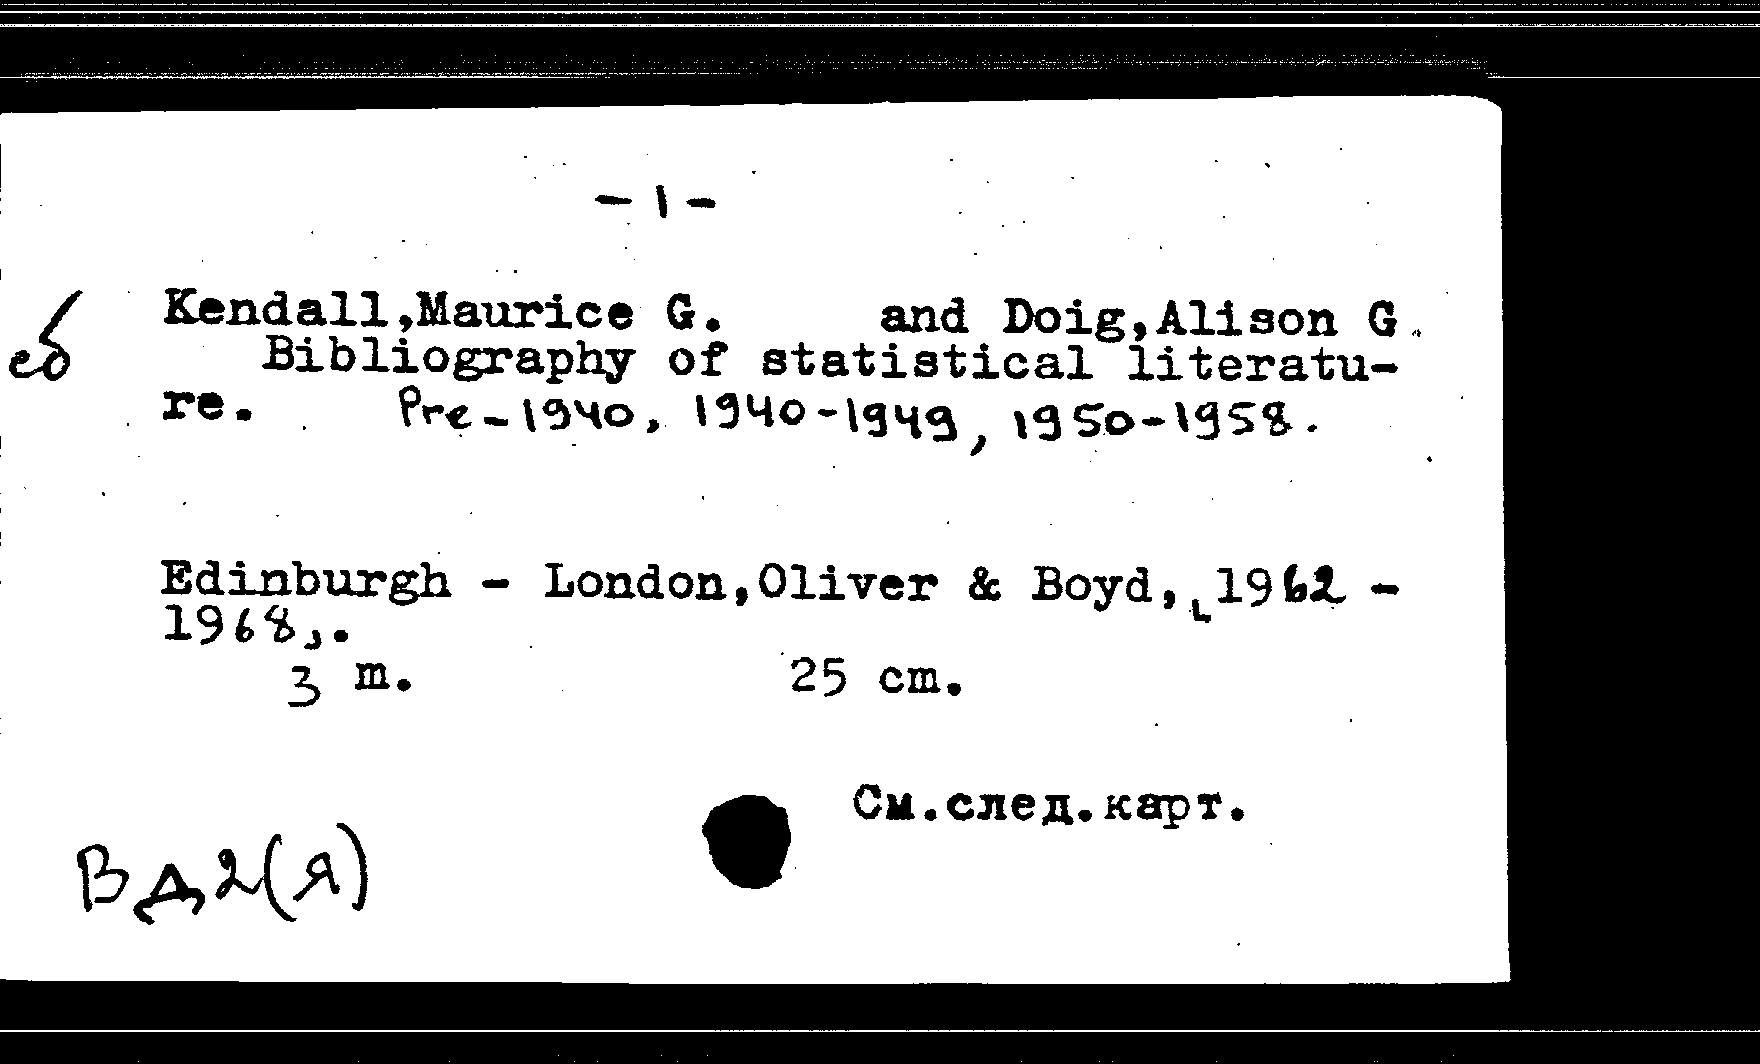 - 1 -
еб
Kendall,Maurice G. and Doig,Alison G.
Bibliography of statistical literatu-
re. Pre-1940, 1940-1949, 1950-1958.
Edinburgh - London,Oliver & Boyd,[1962 -
1968].
3 m. 25 cm.
См.след.карт.
В д 2(я)